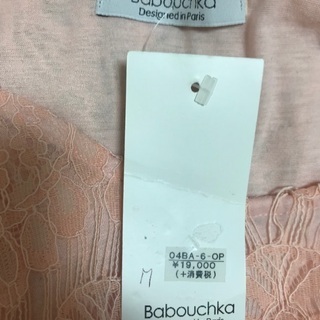 Babouchka
Designed in Paris
04BA-6-OP
¥19,000
(+消費税)
M
Babouchka